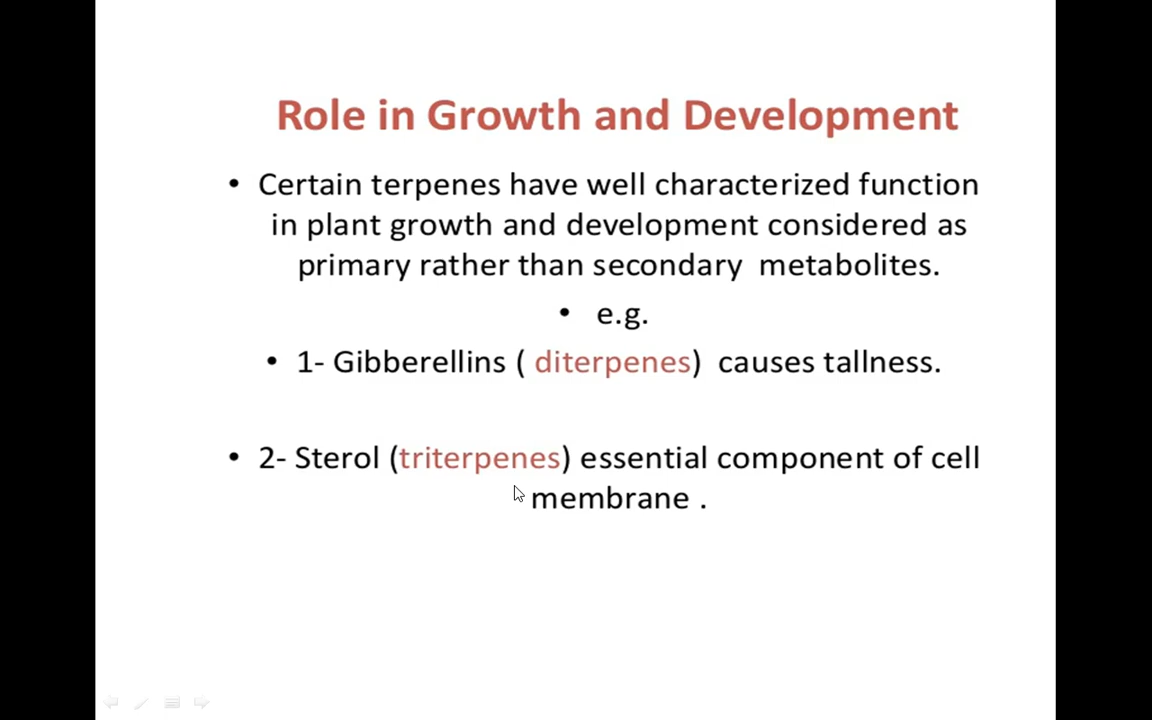 Role in Growth and Development
• Certain terpenes have well characterized function
in plant growth and development considered as
primary rather than secondary metabolites.
• e.g.
• 1- Gibberellins ( diterpenes) causes tallness.
• 2- Sterol (triterpenes) essential component of cell
membrane .